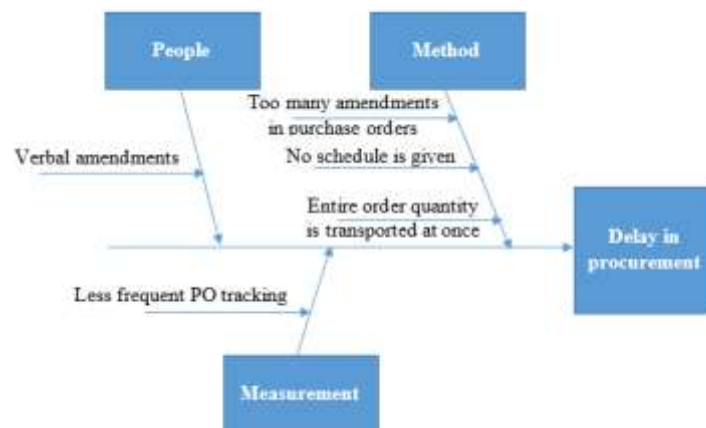 People
Method
Too many amendments
in purchase orders
Verbal amendments
No schedule is given
Entire order quantity
is transported at once
Delay in
procurement
Less frequent PO tracking
Measurement